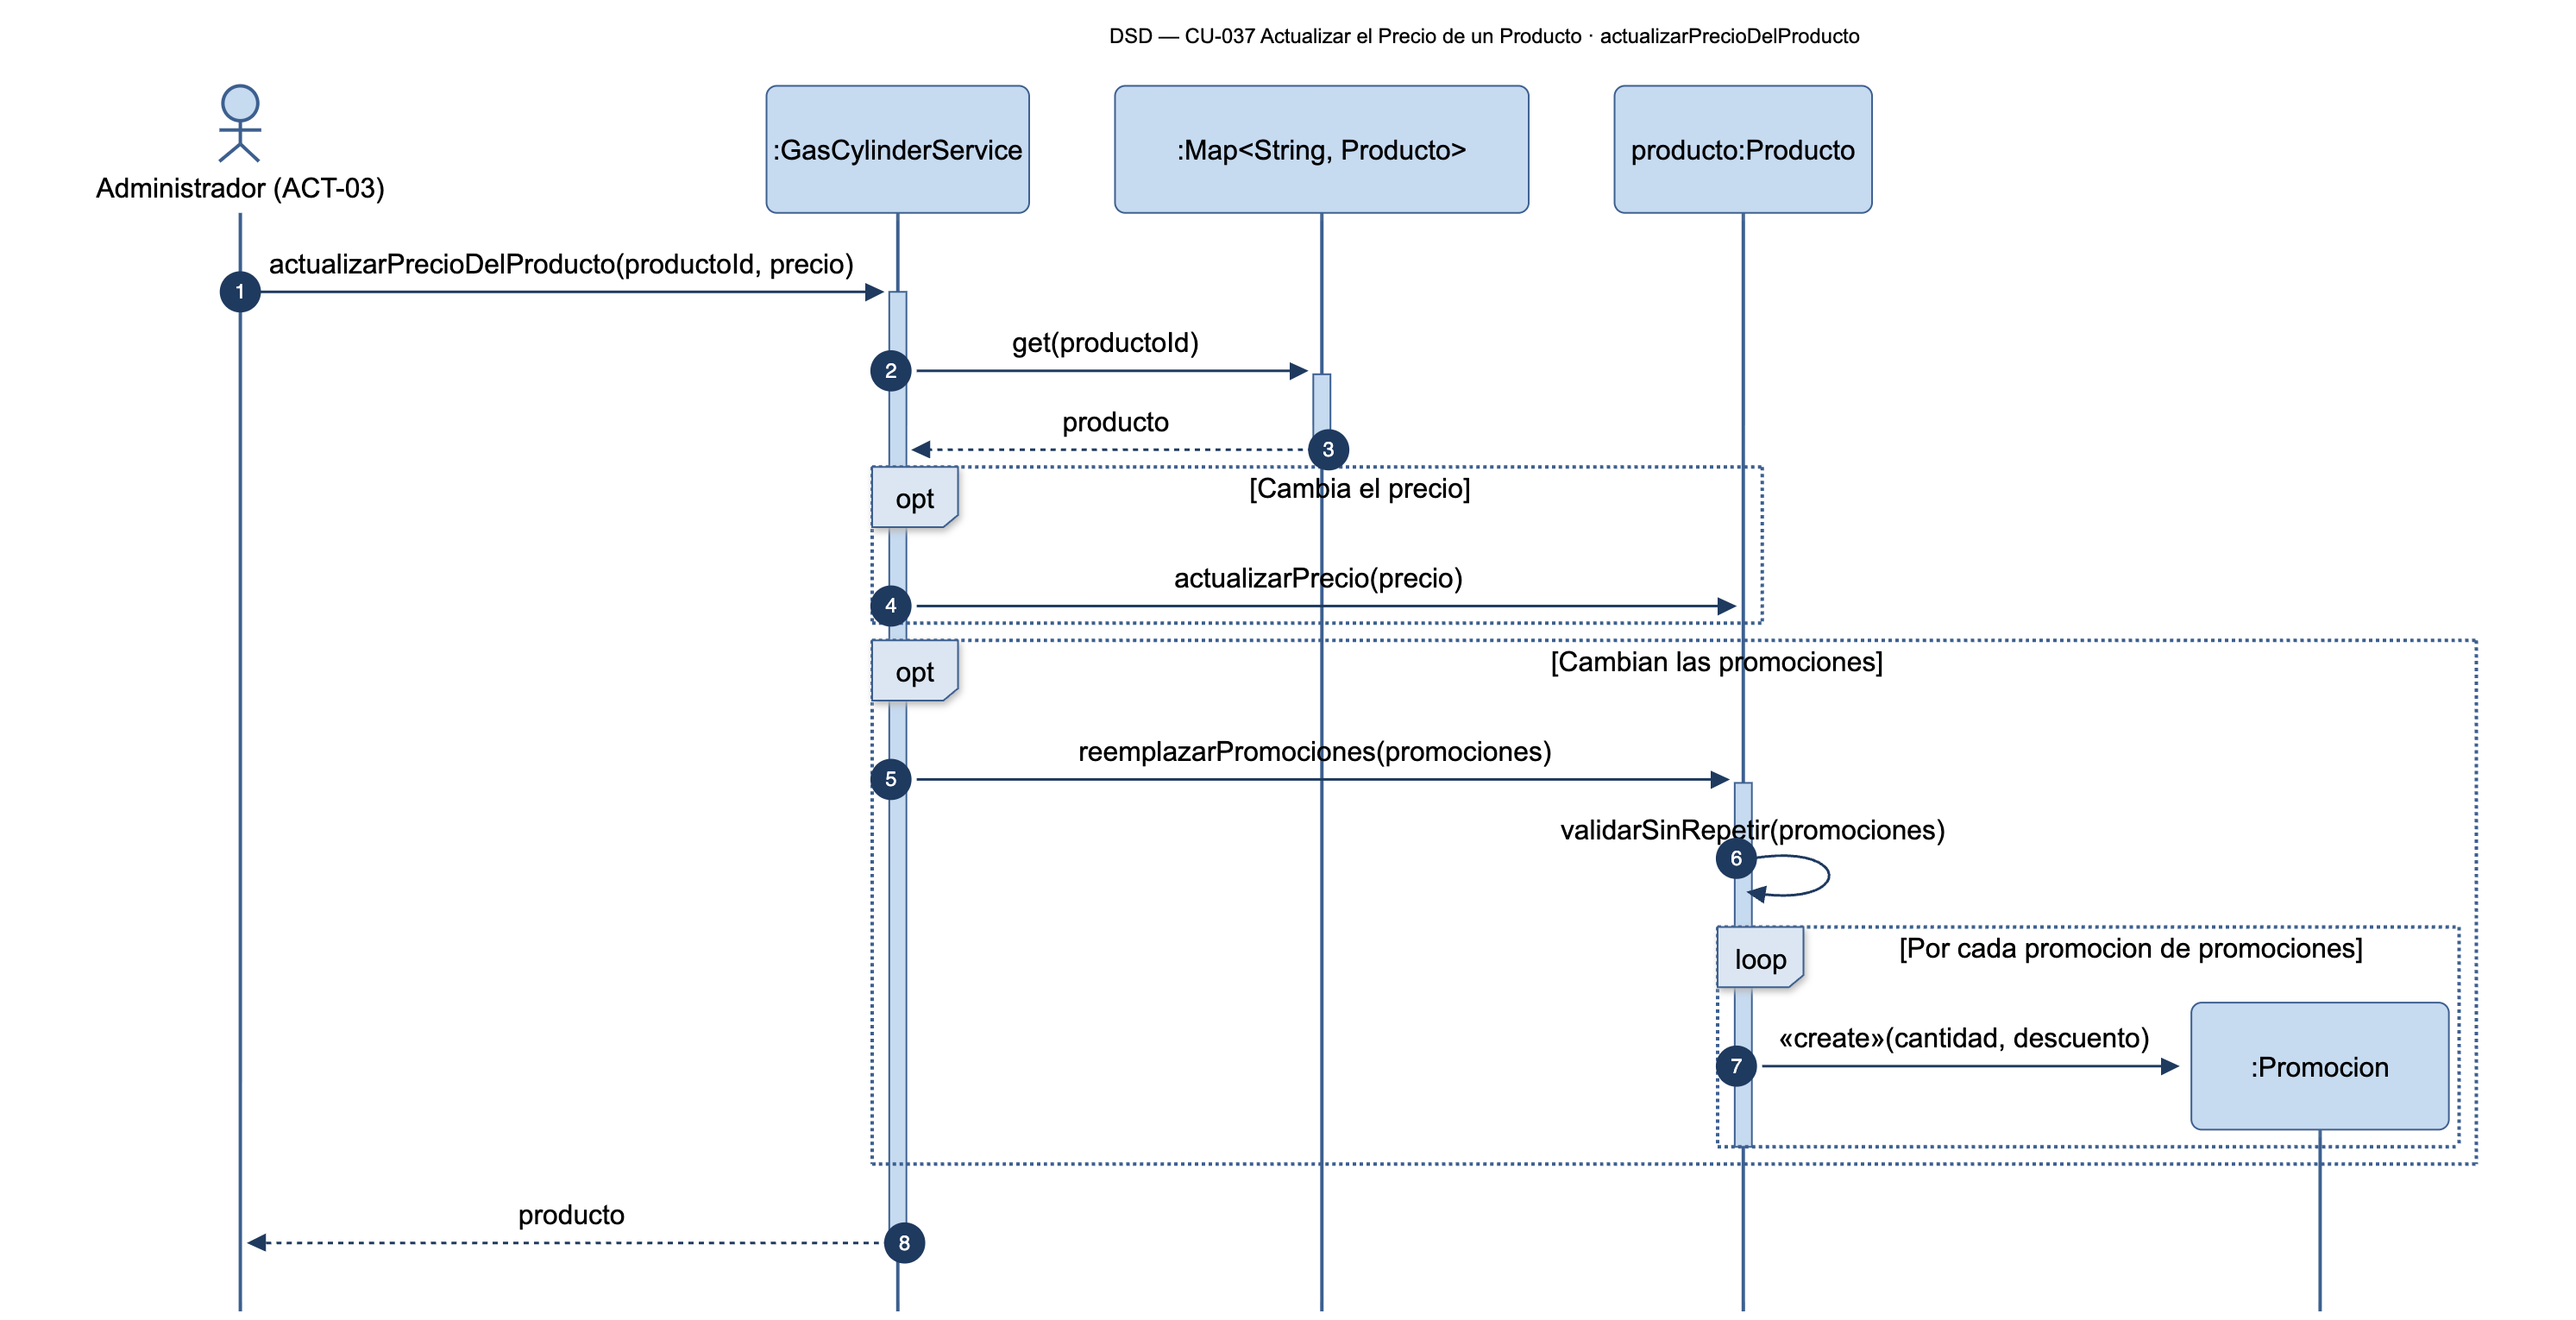 DSD — CU-037 Actualizar el Precio de un Producto · actualizarPrecioDelProducto
Administrador (ACT-03)
:GasCylinderService
:Map<String, Producto>
producto:Producto
actualizarPrecioDelProducto(productoId, precio)
1
get(productoId)
2
producto
3
opt
[Cambia el precio]
actualizarPrecio(precio)
4
opt
[Cambian las promociones]
reemplazarPromociones(promociones)
5
validarSinRepetir(promociones)
6
loop
[Por cada promocion de promociones]
«create»(cantidad, descuento)
7
:Promocion
producto
8